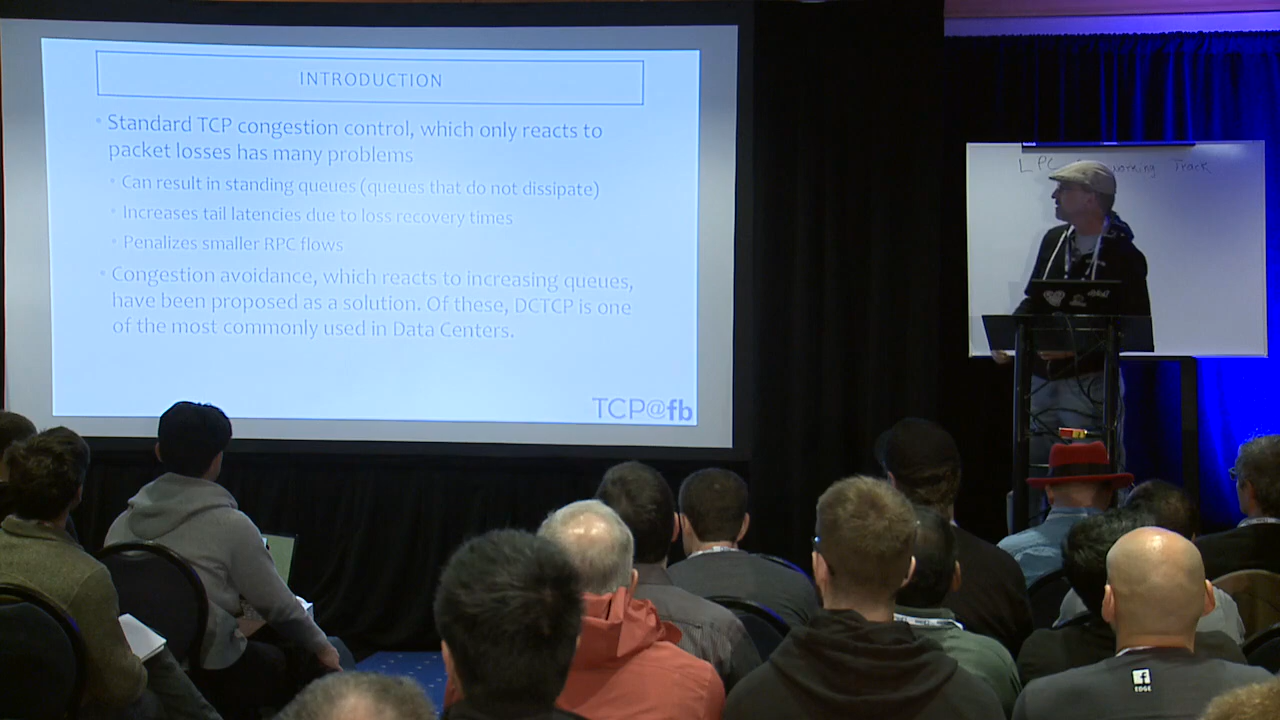 INTRODUCTION
Standard TCP congestion control, which only reacts to
packet losses has many problems
Can result in standing queues (queues that do not dissipate)
Increases tail latencies due to loss recovery times
Penalizes smaller RPC flows
Congestion avoidance, which reacts to increasing queues,
have been proposed as a solution. Of these, DCTCP is one
of the most commonly used in Data Centers.
TCP@fb
LPC working Track
f
EDGE